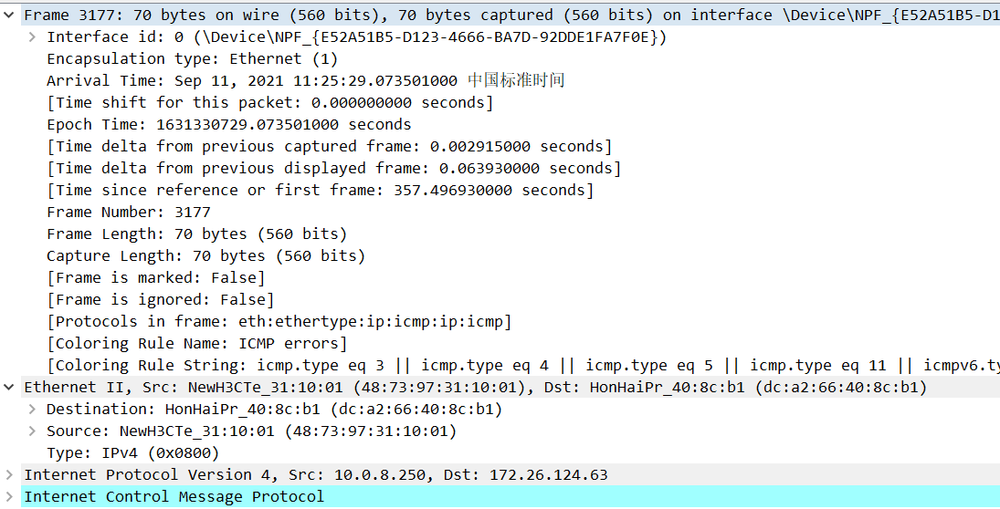 Frame 3177: 70 bytes on wire (560 bits), 70 bytes captured (560 bits) on interface \Device\NPF_{E52A51B5-D1
Interface id: 0 (\Device\NPF_{E52A51B5-D123-4666-BA7D-92DDE1FA7F0E})
Encapsulation type: Ethernet (1)
Arrival Time: Sep 11, 2021 11:25:29.073501000 中国标准时间
[Time shift for this packet: 0.000000000 seconds]
Epoch Time: 1631330729.073501000 seconds
[Time delta from previous captured frame: 0.002915000 seconds]
[Time delta from previous displayed frame: 0.063930000 seconds]
[Time since reference or first frame: 357.496930000 seconds]
Frame Number: 3177
Frame Length: 70 bytes (560 bits)
Capture Length: 70 bytes (560 bits)
[Frame is marked: False]
[Frame is ignored: False]
[Protocols in frame: eth:ethertype:ip:icmp:ip:icmp]
[Coloring Rule Name: ICMP errors]
[Coloring Rule String: icmp.type eq 3 || icmp.type eq 4 || icmp.type eq 5 || icmp.type eq 11 || icmpv6.ty
Ethernet II, Src: NewH3CTe_31:10:01 (48:73:97:31:10:01), Dst: HonHaiPr_40:8c:b1 (dc:a2:66:40:8c:b1)
Destination: HonHaiPr_40:8c:b1 (dc:a2:66:40:8c:b1)
Source: NewH3CTe_31:10:01 (48:73:97:31:10:01)
Type: IPv4 (0x0800)
Internet Protocol Version 4, Src: 10.0.8.250, Dst: 172.26.124.63
Internet Control Message Protocol